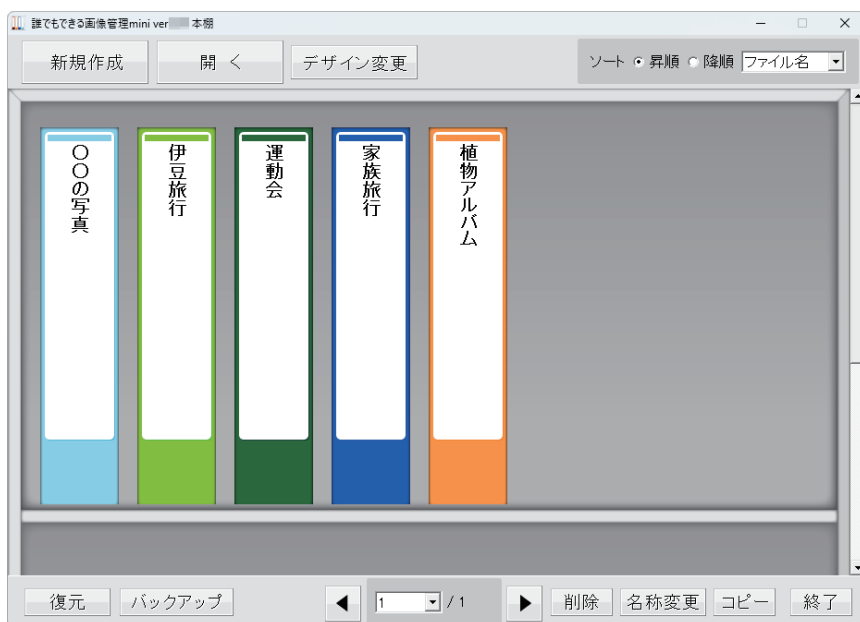 誰でもできる画像管理mini ver 本棚
新規作成
開く
デザイン変更
ソート 昇順 降順 ファイル名
〇〇の写真
伊豆旅行
運動会
家族旅行
植物アルバム
復元
バックアップ
1 / 1
削除
名称変更
コピー
終了